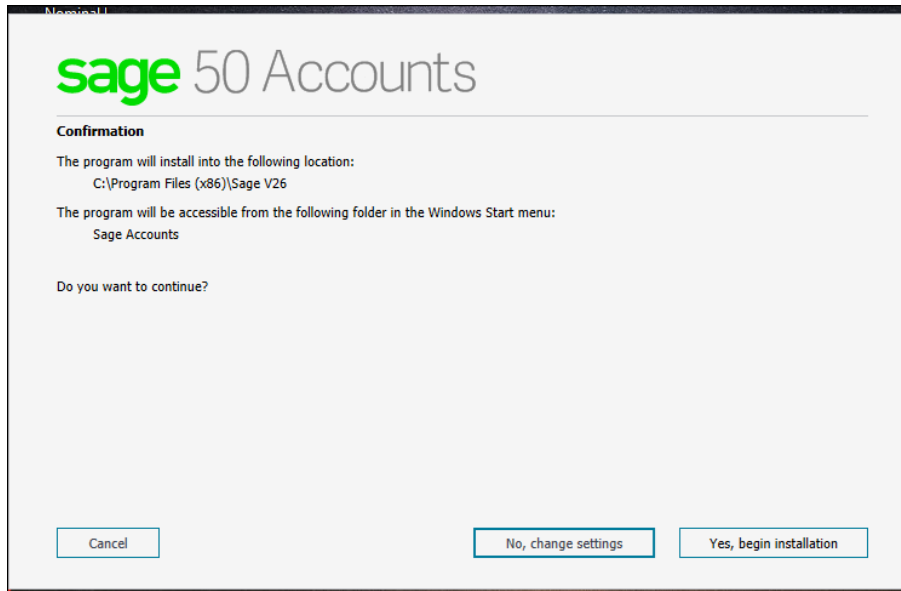 Nominal L
sage 50 Accounts
Confirmation
The program will install into the following location:
C:\Program Files (x86)\Sage V26
The program will be accessible from the following folder in the Windows Start menu:
Sage Accounts
Do you want to continue?
Cancel
No, change settings
Yes, begin installation